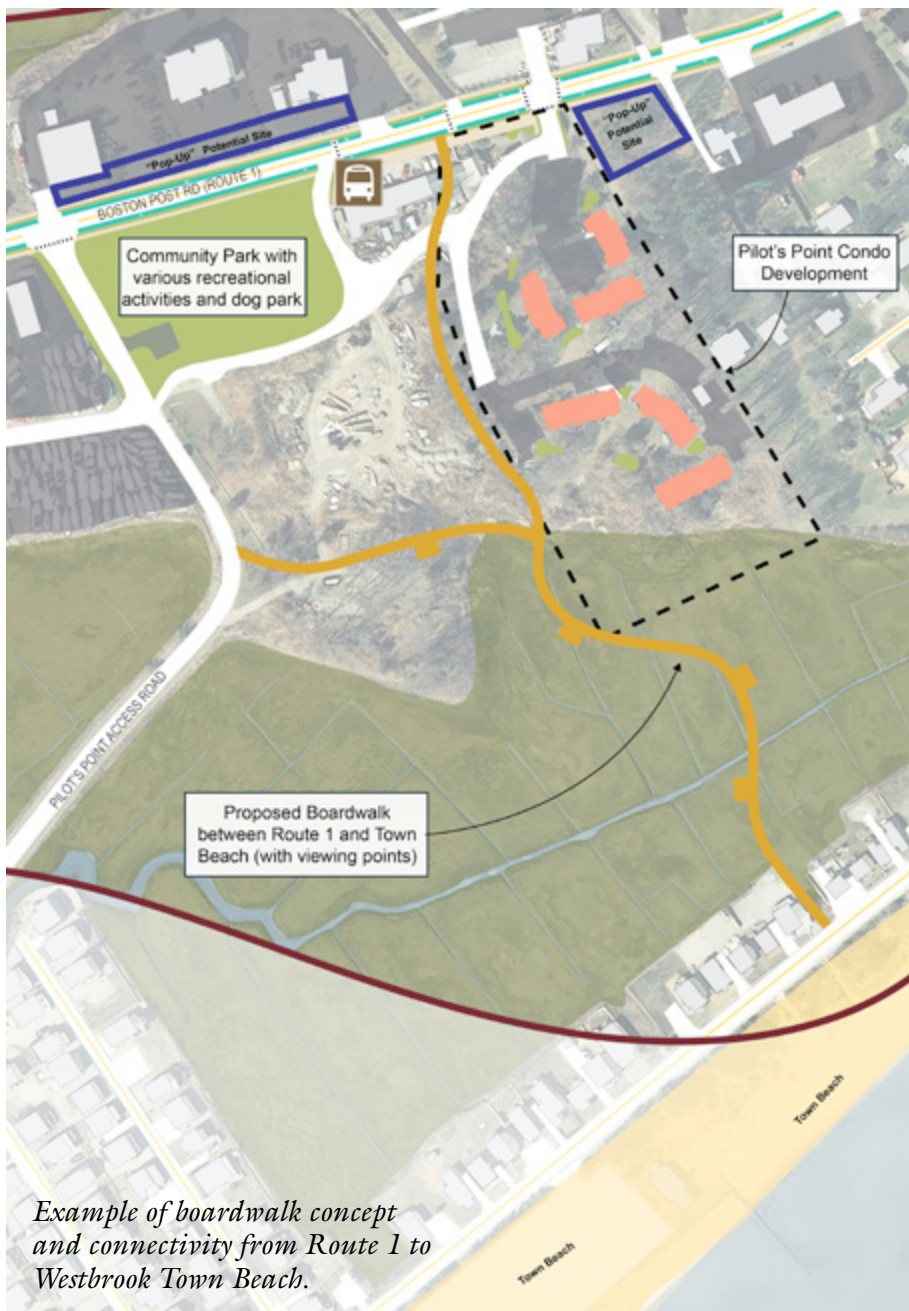 "Pop-Up" Potential Site
"Pop-Up"
Potential
Site
BOSTON POST RD (ROUTE 1)
Community Park with
various recreational
activities and dog park
Pilot's Point Condo
Development
PILOT'S POINT ACCESS ROAD
Proposed Boardwalk
between Route 1 and Town
Beach (with viewing points)
Town Beach
Town Beach
Example of boardwalk concept
and connectivity from Route 1 to
Westbrook Town Beach.